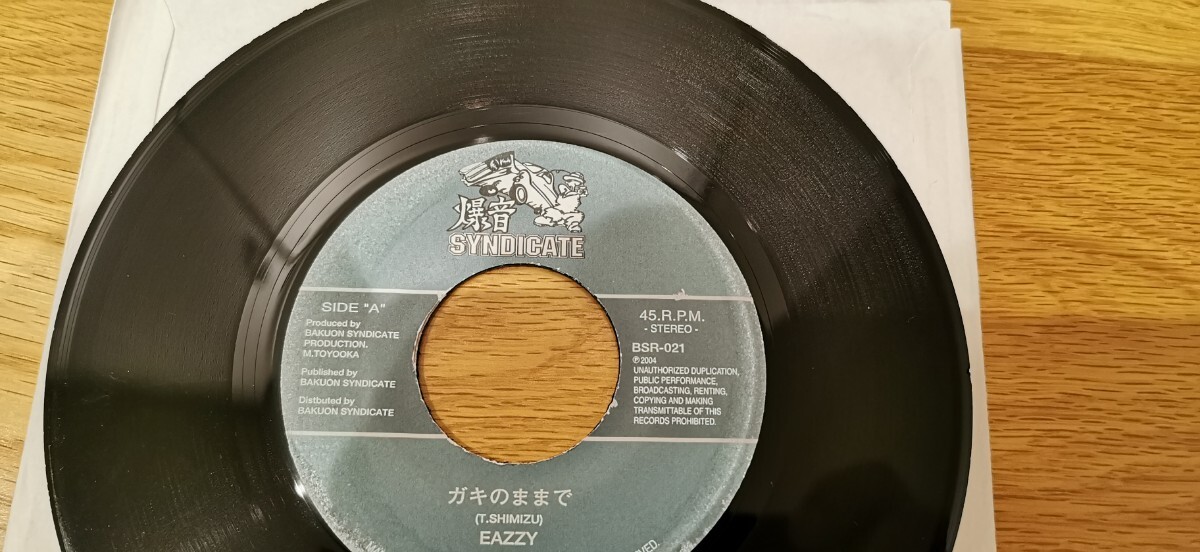 爆音
SYNDICATE
SIDE "A"
Produced by
BAKUON SYNDICATE
PRODUCTION.
M.TOYOOKA
Published by
BAKUON SYNDICATE
Distbuted by
BAKUON SYNDICATE
45.R.P.M.
- STEREO -
BSR-021
℗2004
UNAUTHORIZED DUPLICATION,
PUBLIC PERFORMANCE,
BROADCASTING, RENTING,
COPYING AND MAKING
TRANSMITTABLE OF THIS
RECORDS PROHIBITED.
ガキのままで
(T.SHIMIZU)
EAZZY